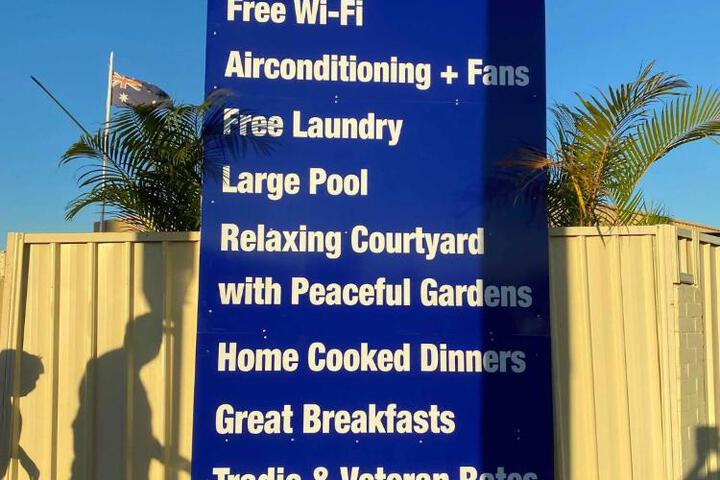 Free Wi-Fi
Airconditioning + Fans
Free Laundry
Large Pool
Relaxing Courtyard
with Peaceful Gardens
Home Cooked Dinners
Great Breakfasts
Tradie & Veteran Rates